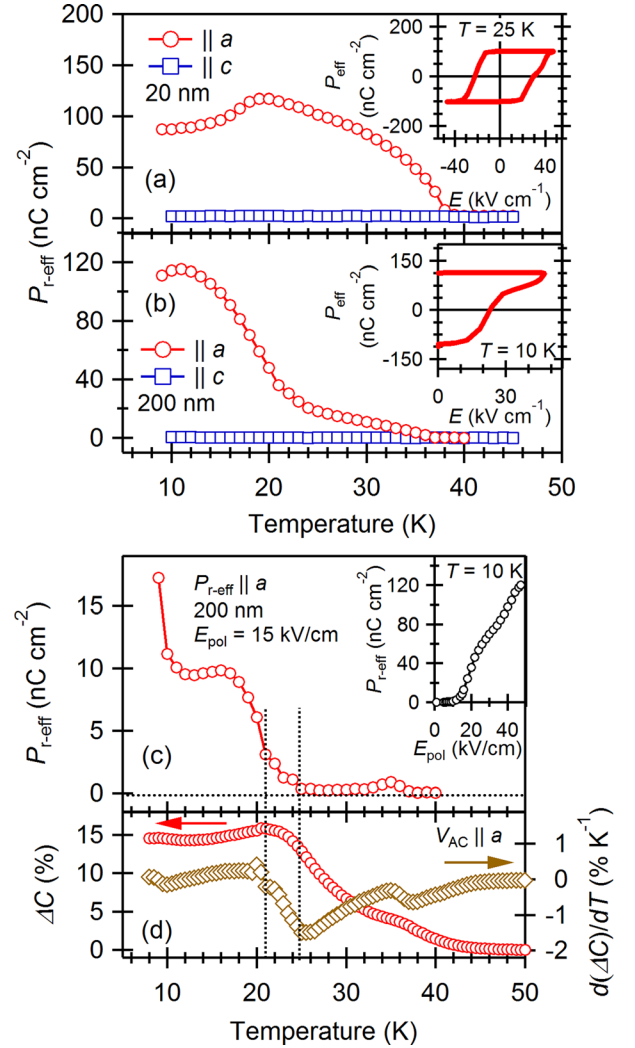 || a
|| c
20 nm
(a)
200
150
100
50
0
T = 25 K
P_eff
(nC cm⁻²)
200
0
-200
-40
0
40
E (kV cm⁻¹)
P_r-eff (nC cm⁻²)
(b)
|| a
|| c
200 nm
120
80
40
0
P_eff
(nC cm⁻²)
150
0
-150
T = 10 K
0
30
E (kV cm⁻¹)
10
20
30
40
50
Temperature (K)
P_r-eff || a
200 nm
E_pol = 15 kV/cm
P_r-eff (nC cm⁻²)
15
10
5
0
(c)
T = 10 K
P_r-eff (nC cm⁻²)
120
80
40
0
0
20
40
E_pol (kV/cm)
ΔC (%)
15
10
5
0
(d)
V_AC || a
1
0
-1
-2
d(ΔC)/dT (% K⁻¹)
10
20
30
40
50
Temperature (K)